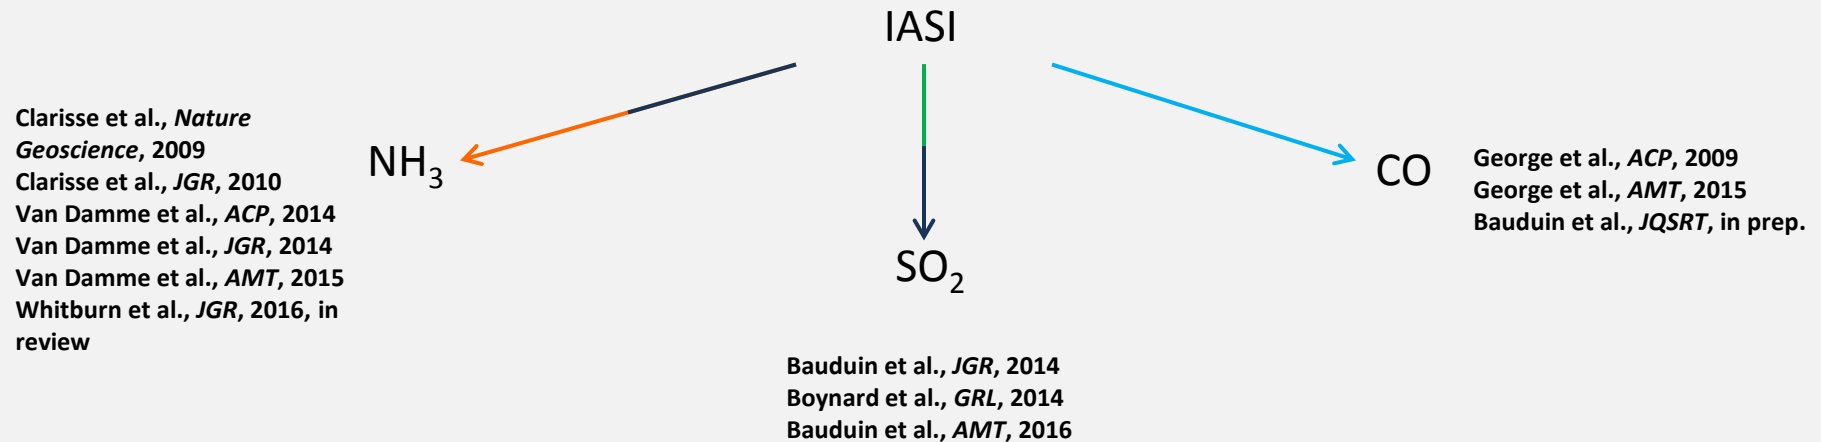 IASI
Clarisse et al., Nature
Geoscience, 2009
Clarisse et al., JGR, 2010
Van Damme et al., ACP, 2014
Van Damme et al., JGR, 2014
Van Damme et al., AMT, 2015
Whitburn et al., JGR, 2016, in
review
NH₃
SO₂
Bauduin et al., JGR, 2014
Boynard et al., GRL, 2014
Bauduin et al., AMT, 2016
CO
George et al., ACP, 2009
George et al., AMT, 2015
Bauduin et al., JQSRT, in prep.